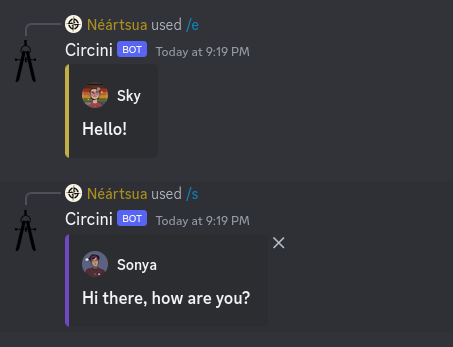 Néártsua used /e
Circini BOT Today at 9:19 PM
Sky
Hello!
Néártsua used /s
Circini BOT Today at 9:19 PM
Sonya
Hi there, how are you?